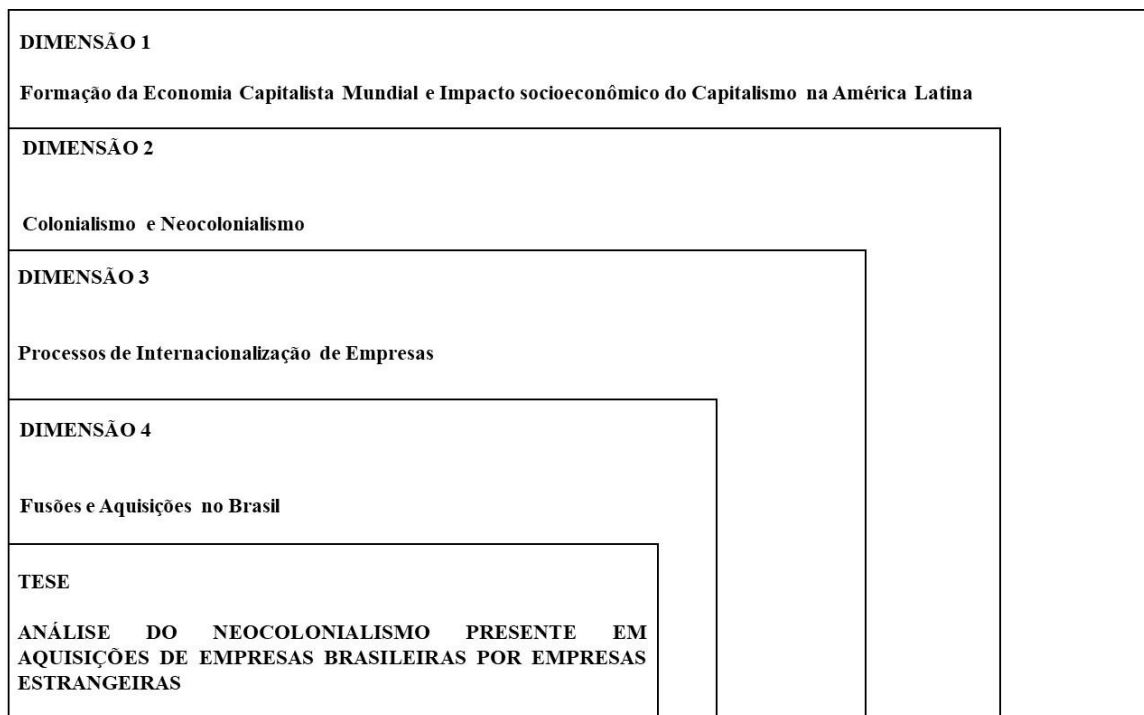 DIMENSÃO 1
Formação da Economia Capitalista Mundial e Impacto socioeconômico do Capitalismo na América Latina
DIMENSÃO 2
Colonialismo e Neocolonialismo
DIMENSÃO 3
Processos de Internacionalização de Empresas
DIMENSÃO 4
Fusões e Aquisições no Brasil
TESE
ANÁLISE DO NEOCOLONIALISMO PRESENTE EM
AQUISIÇÕES DE EMPRESAS BRASILEIRAS POR EMPRESAS
ESTRANGEIRAS